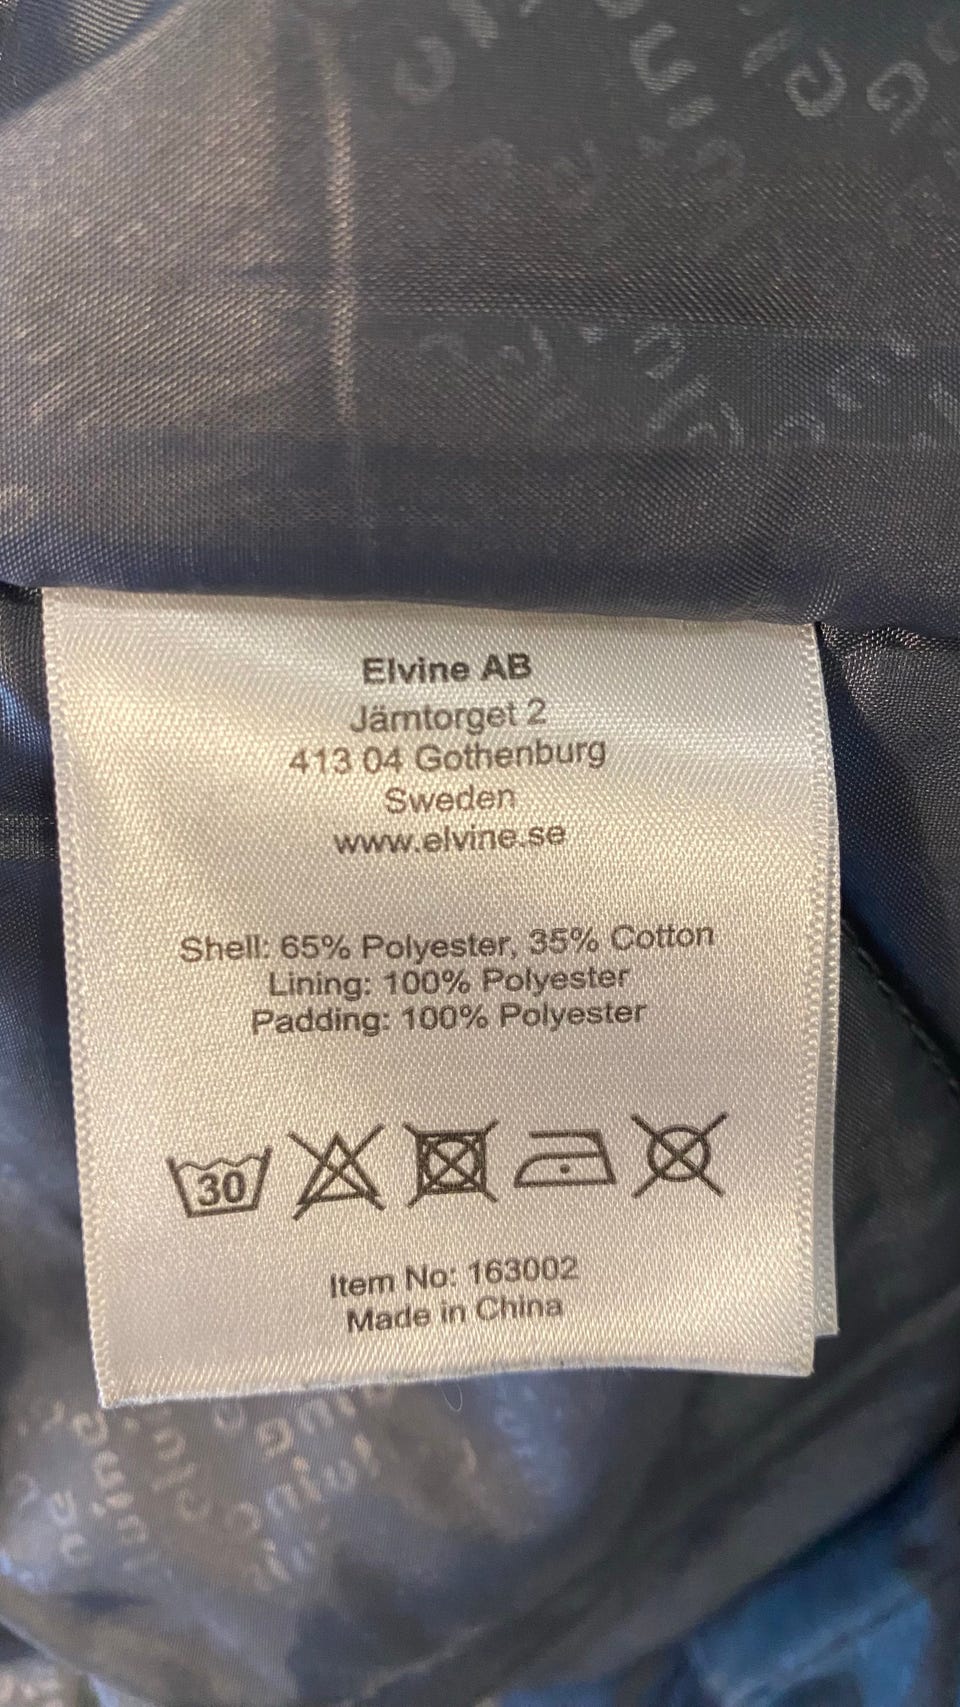 Elvine AB
Järntorget 2
413 04 Gothenburg
Sweden
www.elvine.se
Shell: 65% Polyester, 35% Cotton
Lining: 100% Polyester
Padding: 100% Polyester
30
Item No: 163002
Made in China